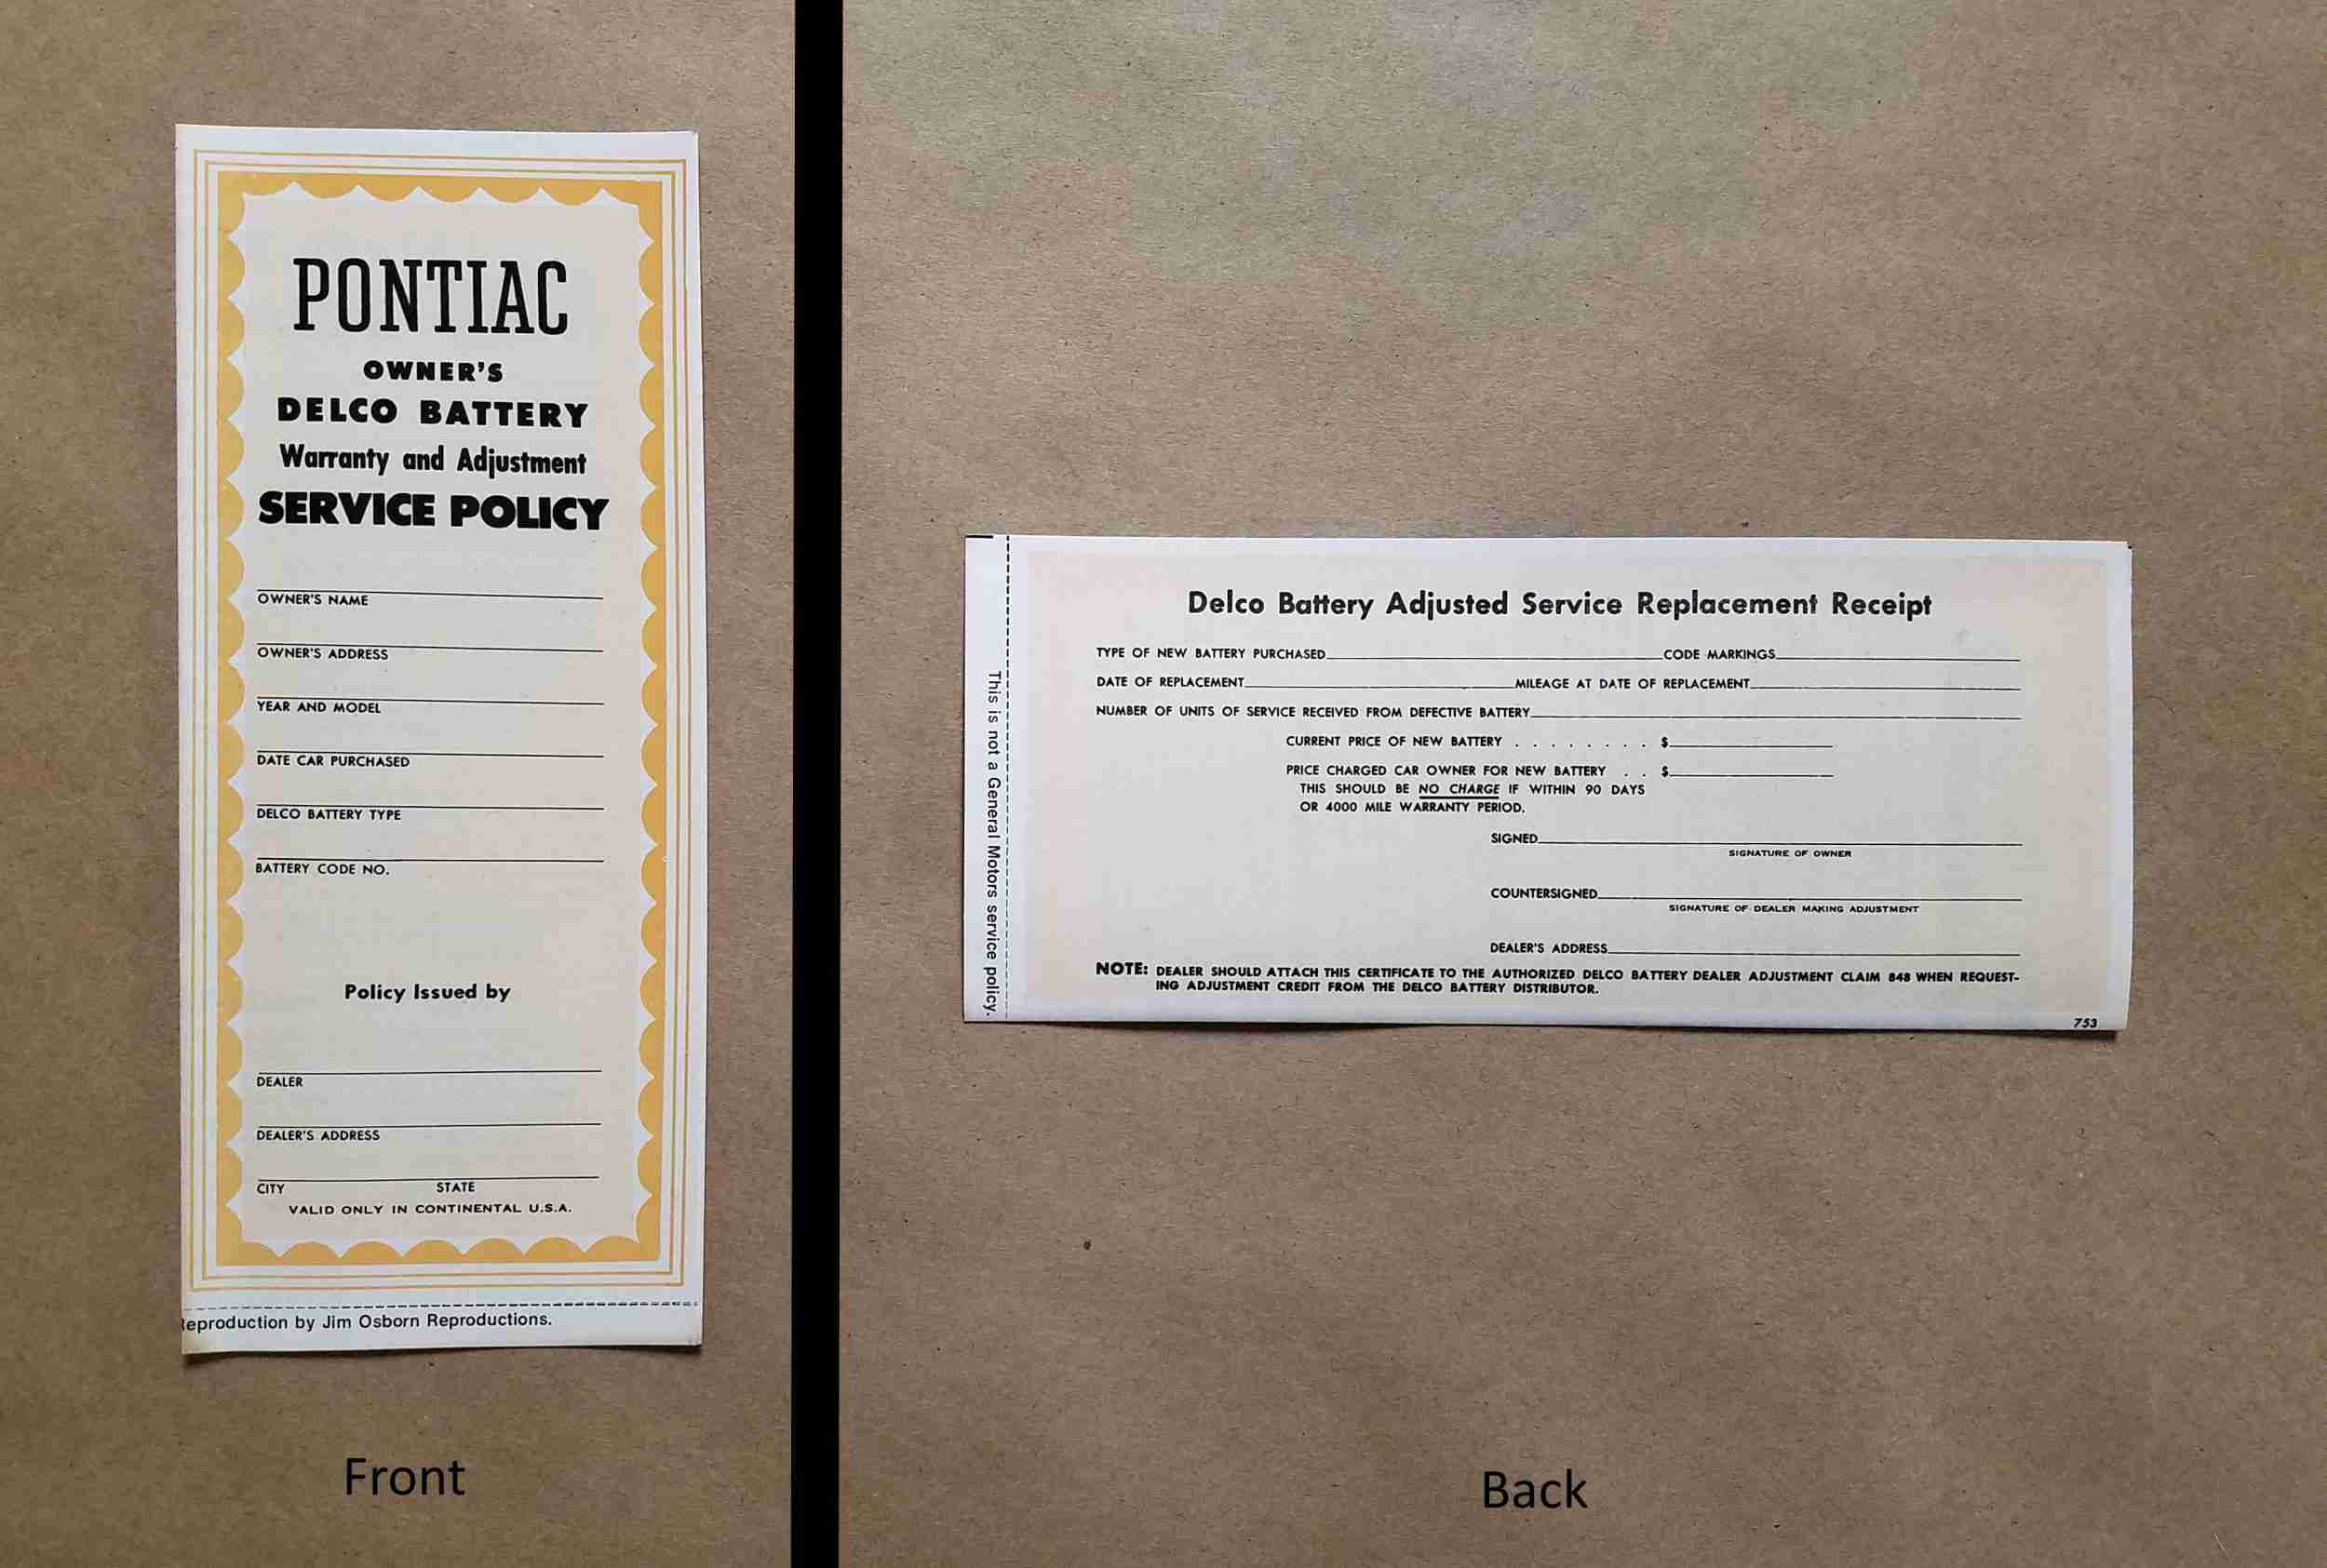 PONTIAC
OWNER'S
DELCO BATTERY
Warranty and Adjustment
SERVICE POLICY
OWNER'S NAME
OWNER'S ADDRESS
YEAR AND MODEL
DATE CAR PURCHASED
DELCO BATTERY TYPE
BATTERY CODE NO.
Policy Issued by
DEALER
DEALER'S ADDRESS
CITY STATE
VALID ONLY IN CONTINENTAL U.S.A.
eproduction by Jim Osborn Reproductions.
Front
This is not a General Motors service policy.
Delco Battery Adjusted Service Replacement Receipt
TYPE OF NEW BATTERY PURCHASED CODE MARKINGS
DATE OF REPLACEMENT MILEAGE AT DATE OF REPLACEMENT
NUMBER OF UNITS OF SERVICE RECEIVED FROM DEFECTIVE BATTERY
CURRENT PRICE OF NEW BATTERY . . . . . . . . $
PRICE CHARGED CAR OWNER FOR NEW BATTERY . . $
THIS SHOULD BE NO CHARGE IF WITHIN 90 DAYS
OR 4000 MILE WARRANTY PERIOD.
SIGNED
SIGNATURE OF OWNER
COUNTERSIGNED
SIGNATURE OF DEALER MAKING ADJUSTMENT
DEALER'S ADDRESS
NOTE: DEALER SHOULD ATTACH THIS CERTIFICATE TO THE AUTHORIZED DELCO BATTERY DEALER ADJUSTMENT CLAIM 848 WHEN REQUEST-
ING ADJUSTMENT CREDIT FROM THE DELCO BATTERY DISTRIBUTOR.
753
Back